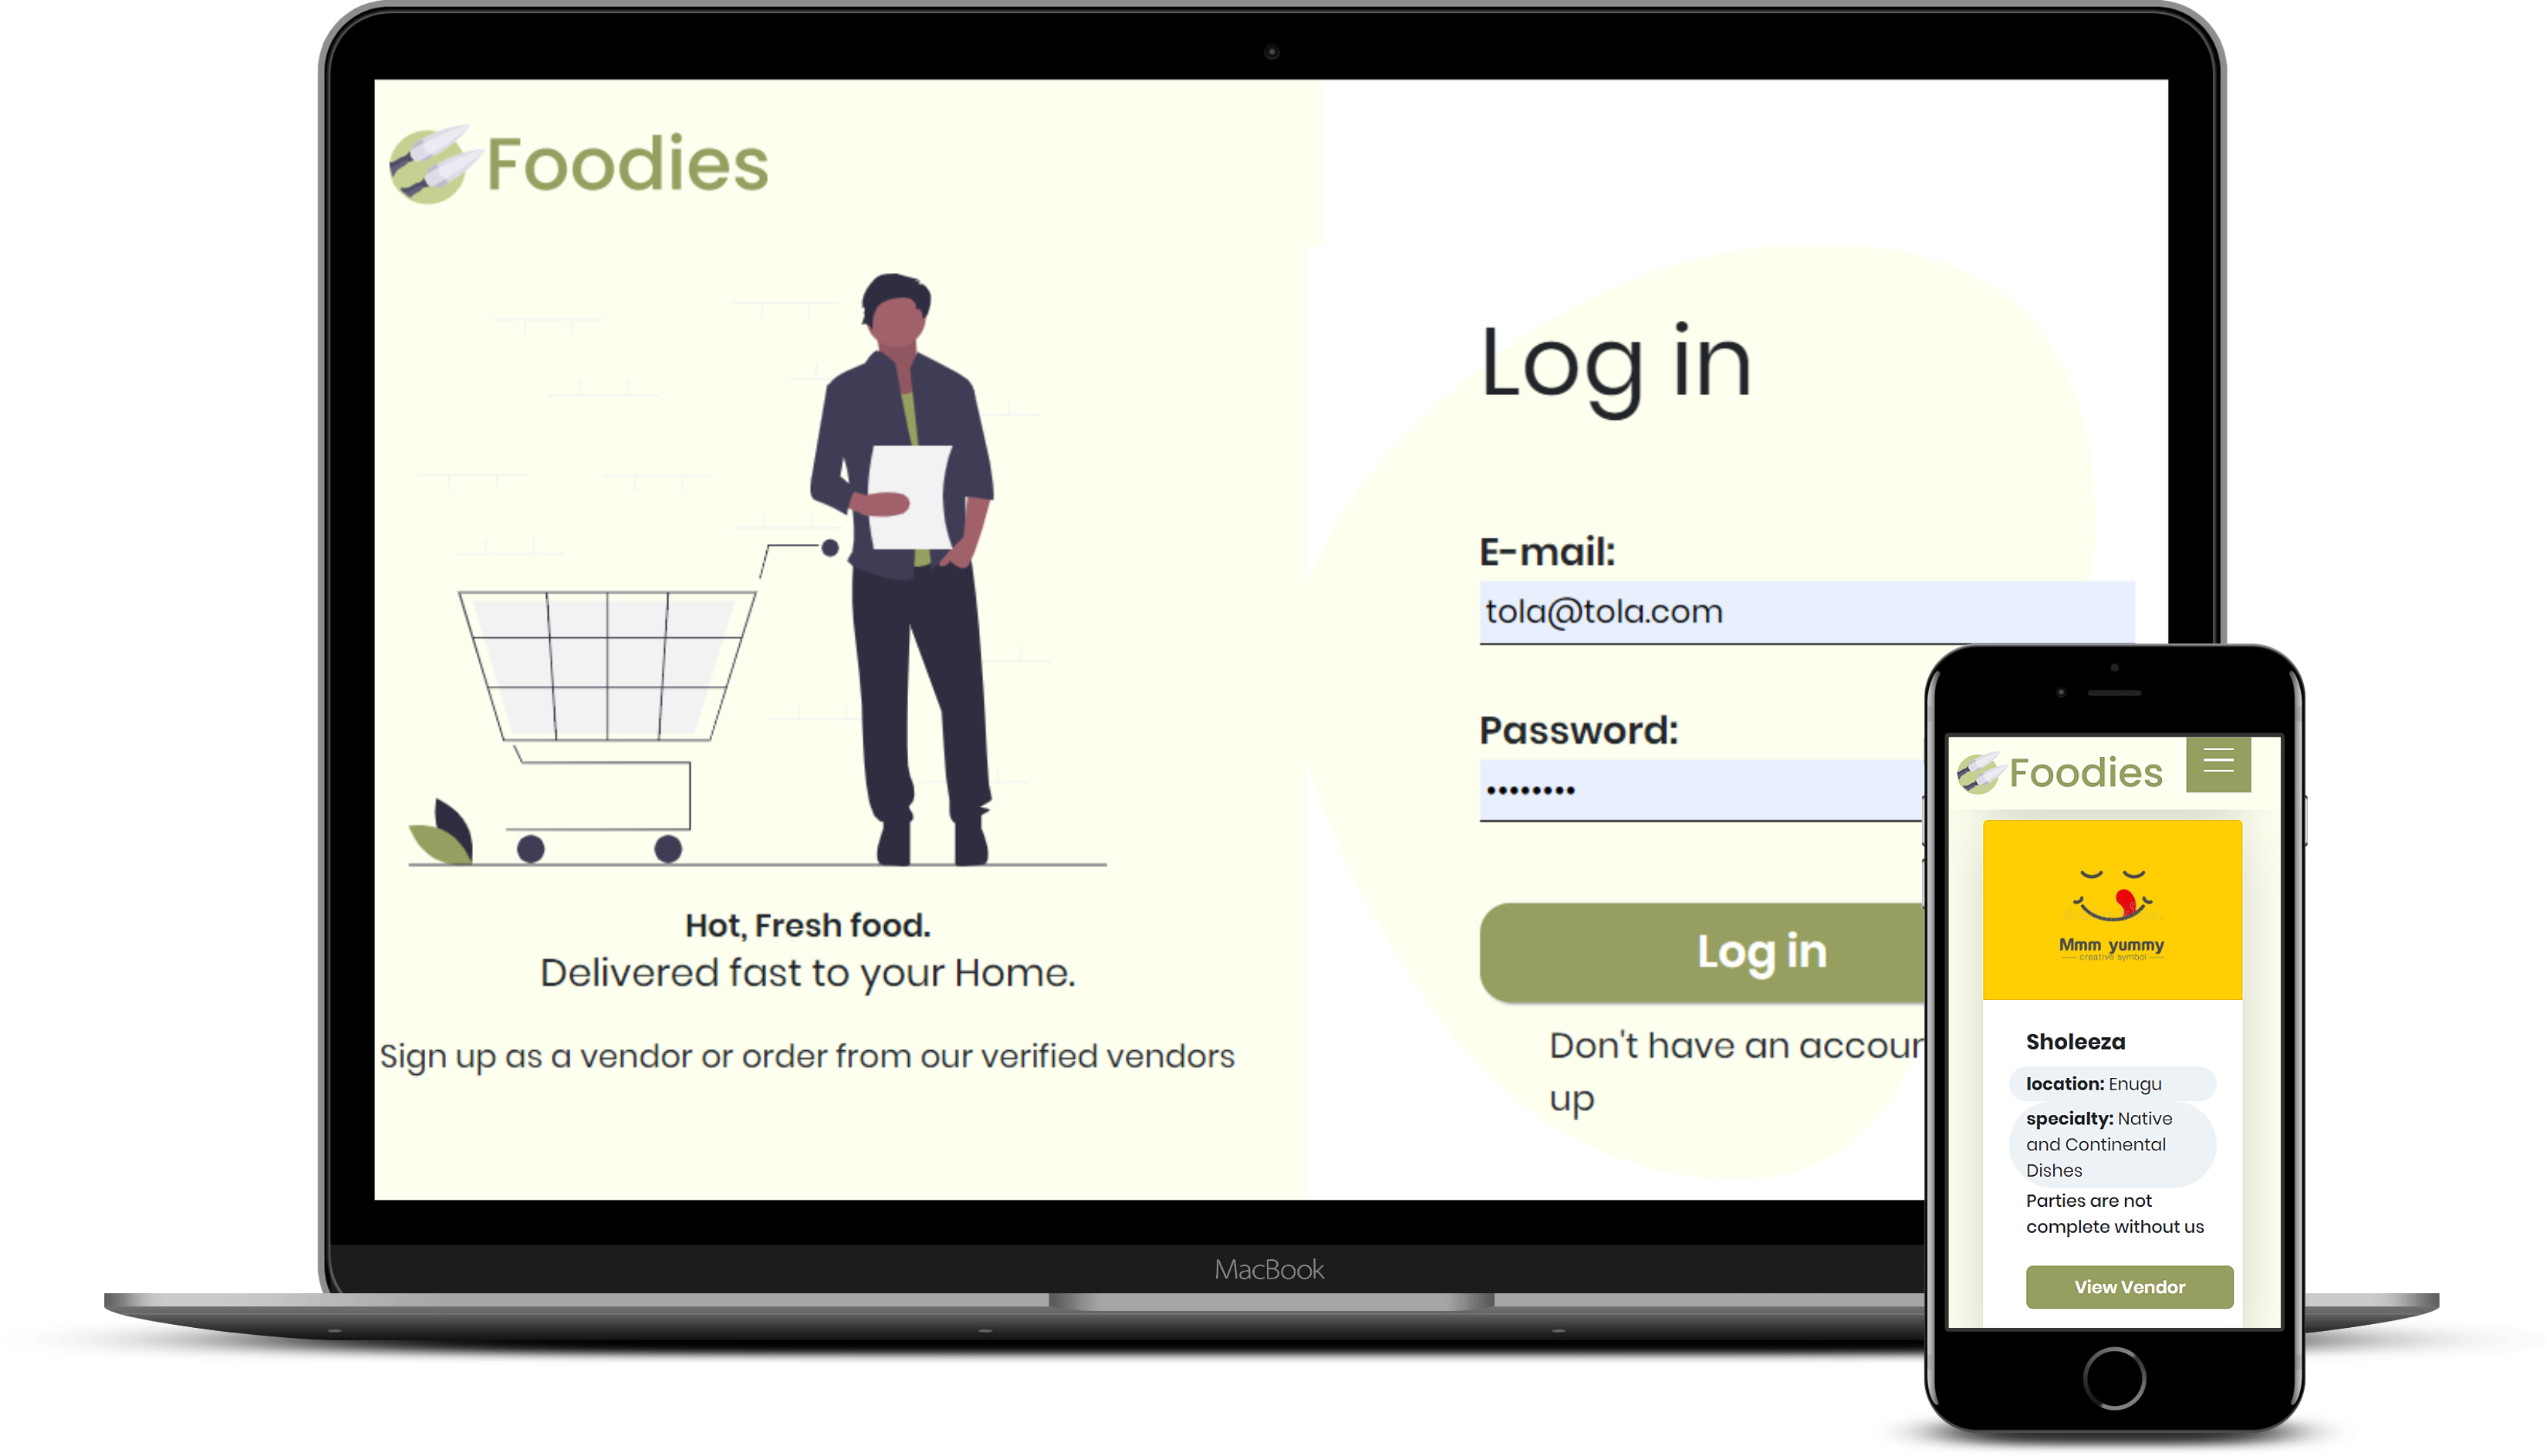 Foodies
Hot, Fresh food.
Delivered fast to your Home.
Sign up as a vendor or order from our verified vendors
Log in
E-mail:
tola@tola.com
Password:
••••••••
Log in
Don't have an
up
MacBook
Foodies
Mmm yummy
creative symbol
Sholeeza
location: Enugu
specialty: Native
and Continental
Dishes
Parties are not
complete without us
View Vendor